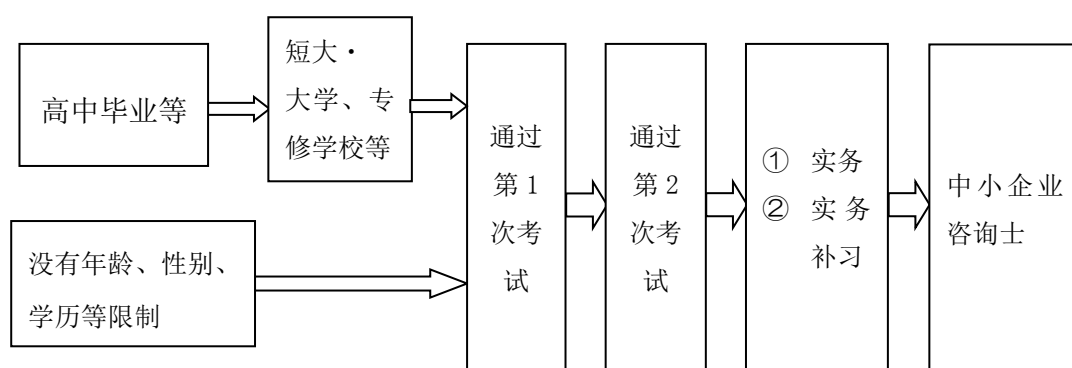 高中毕业等
短大·
大学、专
修学校等
没有年龄、性别、
学历等限制
通过
第1
次考
试
通过
第2
次考
试
① 实务
② 实务
补习
中小企业
咨询士